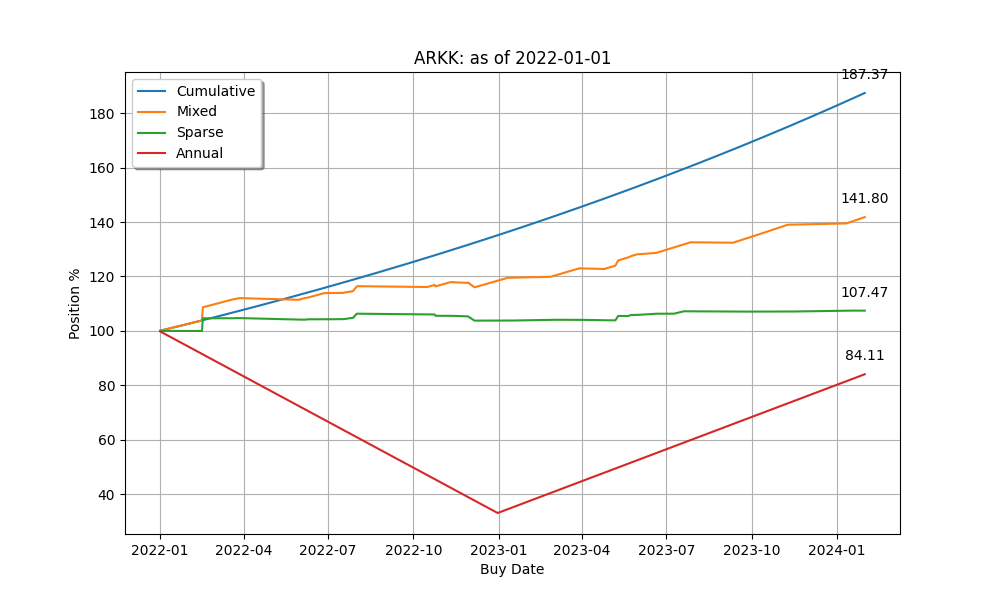 ARKK: as of 2022-01-01
187.37
Cumulative
Mixed
Sparse
Annual
180
160
141.80
140
120
107.47
100
84.11
80
60
40
Position %
2022-01 2022-04 2022-07 2022-10 2023-01 2023-04 2023-07 2023-10 2024-01
Buy Date